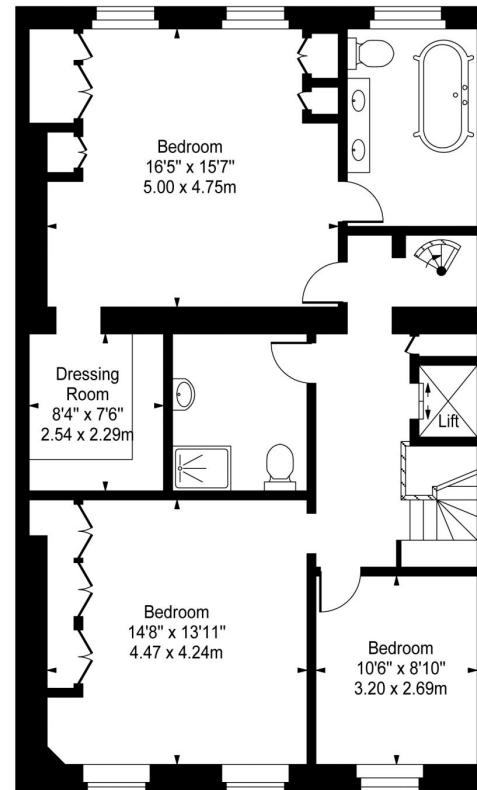 Bedroom
16'5" x 15'7"
5.00 x 4.75m
Dressing
Room
8'4" x 7'6"
2.54 x 2.29m
Lift
Bedroom
14'8" x 13'11"
4.47 x 4.24m
Bedroom
10'6" x 8'10"
3.20 x 2.69m